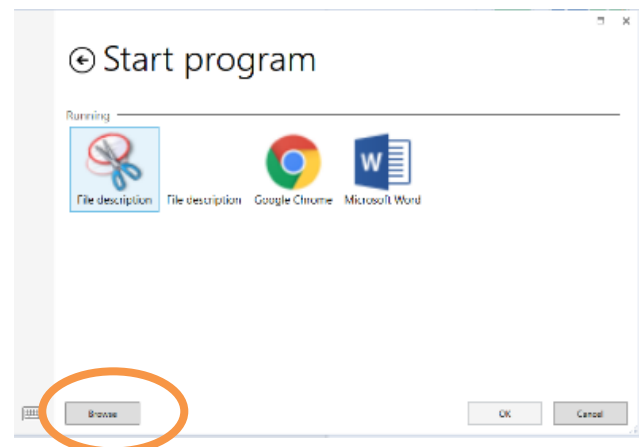 Start program
Running
File description File description Google Chrome Microsoft Word
W
Browse OK Cancel